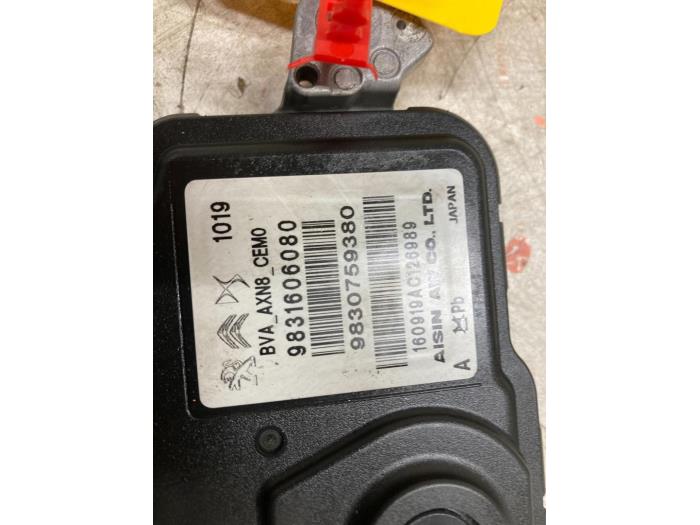 1019
BVA_AXN8_CEMO
9831606080
9830759380
160919AC126989
AISIN AW CO., LTD.
JAPAN
A Pb